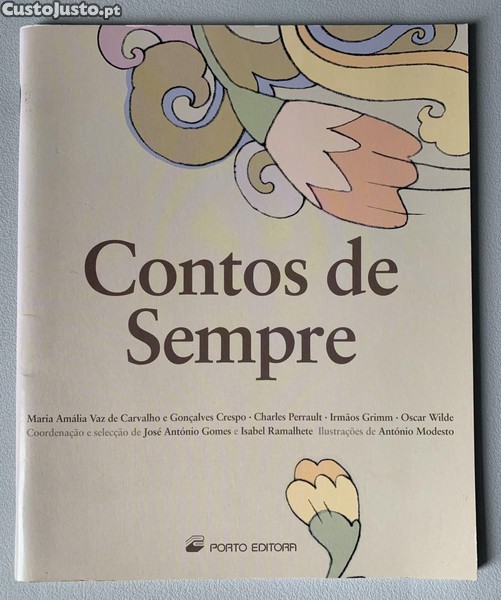 CustoJusto.pt
Contos de
Sempre
Maria Amália Vaz de Carvalho e Gonçalves Crespo · Charles Perrault · Irmãos Grimm · Oscar Wilde
Coordenação e selecção de José António Gomes e Isabel Ramalhete Ilustrações de António Modesto
PORTO EDITORA